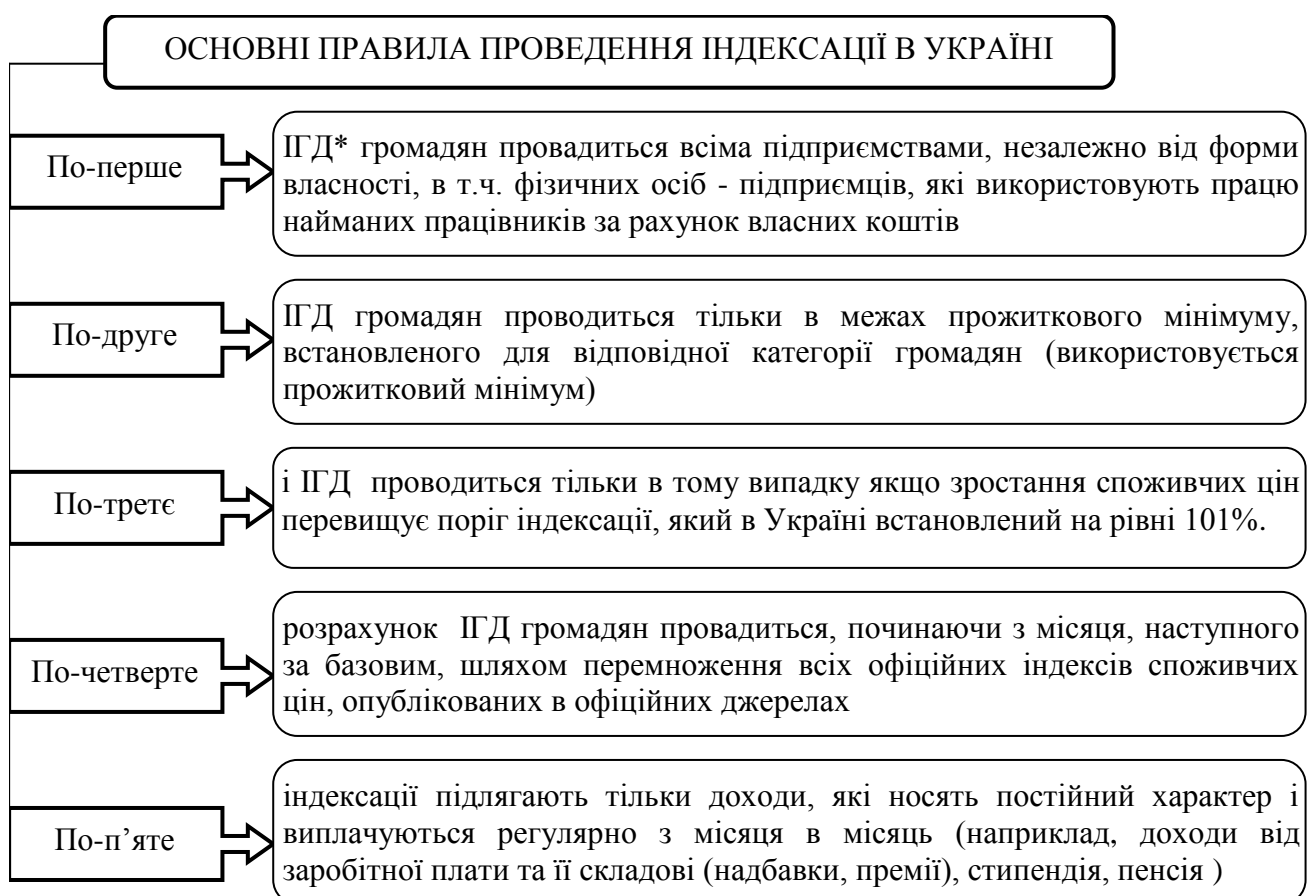 ОСНОВНІ ПРАВИЛА ПРОВЕДЕННЯ ІНДЕКСАЦІЇ В УКРАЇНІ
По-перше
ІГД* громадян провадиться всіма підприємствами, незалежно від форми
власності, в т.ч. фізичних осіб - підприємців, які використовують працю
найманих працівників за рахунок власних коштів
По-друге
ІГД громадян проводиться тільки в межах прожиткового мінімуму,
встановленого для відповідної категорії громадян (використовується
прожитковий мінімум)
По-третє
і ІГД проводиться тільки в тому випадку якщо зростання споживчих цін
перевищує поріг індексації, який в Україні встановлений на рівні 101%.
По-четверте
розрахунок ІГД громадян провадиться, починаючи з місяця, наступного
за базовим, шляхом перемноження всіх офіційних індексів споживчих
цін, опублікованих в офіційних джерелах
По-п’яте
індексації підлягають тільки доходи, які носять постійний характер і
виплачуються регулярно з місяця в місяць (наприклад, доходи від
заробітної плати та її складові (надбавки, премії), стипендія, пенсія )